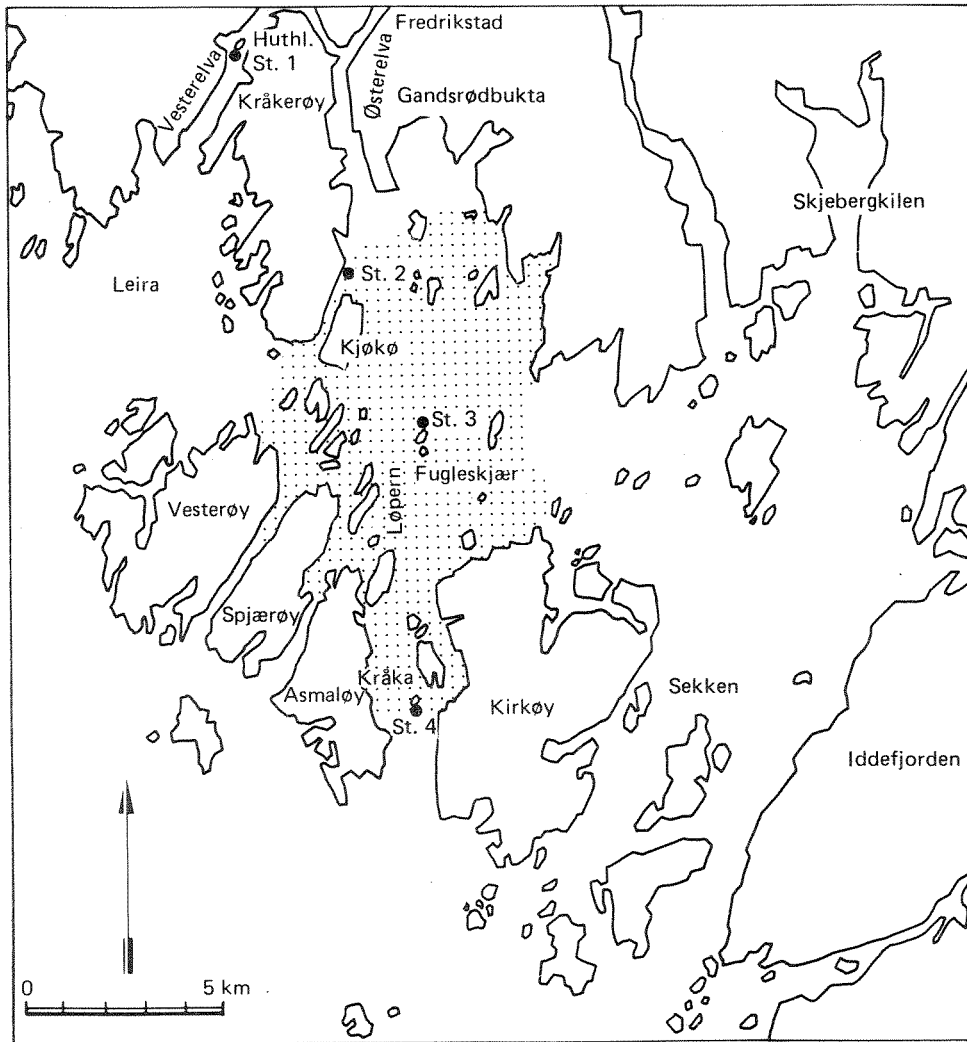 Fredrikstad
Huthl.
St. 1
Vesterelva
Østerelva
Kråkerøy
Gandsrødbukta
Skjebergkilen
St. 2
Leira
Kjøkø
St. 3
Fugleskjær
Løpern
Vesterøy
Spjærøy
Kråka
Asmaløy
Kirkøy
Sekken
St. 4
Iddefjorden
0 5 km